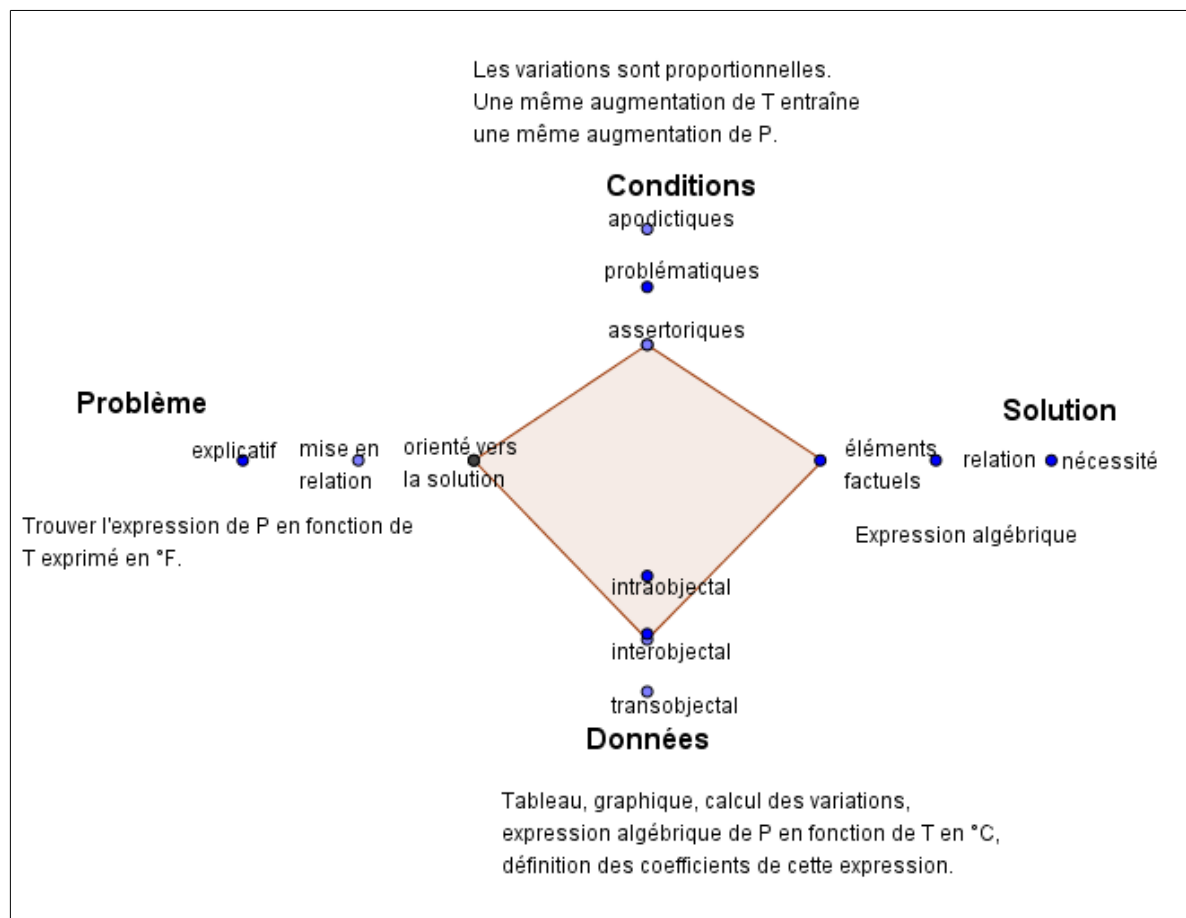 Les variations sont proportionnelles.
Une même augmentation de T entraîne
une même augmentation de P.
Conditions
apodictiques
problématiques
assertoriques
Problème
Solution
explicatif
mise en
relation
orienté vers
la solution
éléments
factuels
relation
nécessité
Trouver l'expression de P en fonction de
T exprimé en °F.
Expression algébrique
intraobjectal
interobjectal
transobjectal
Données
Tableau, graphique, calcul des variations,
expression algébrique de P en fonction de T en °C,
définition des coefficients de cette expression.